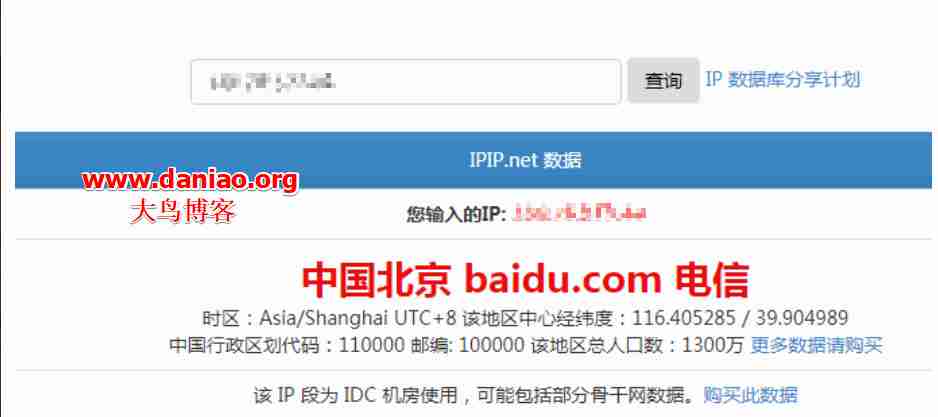 查询 IP 数据库分享计划
IPIP.net 数据
www.daniao.org
大鸟博客
您输入的IP:
中国北京 baidu.com 电信
时区：Asia/Shanghai UTC+8 该地区中心经纬度：116.405285 / 39.904989
中国行政区划代码：110000 邮编: 100000 该地区总人口数：1300万 更多数据请购买
该 IP 段为 IDC 机房使用，可能包括部分骨干网数据。购买此数据